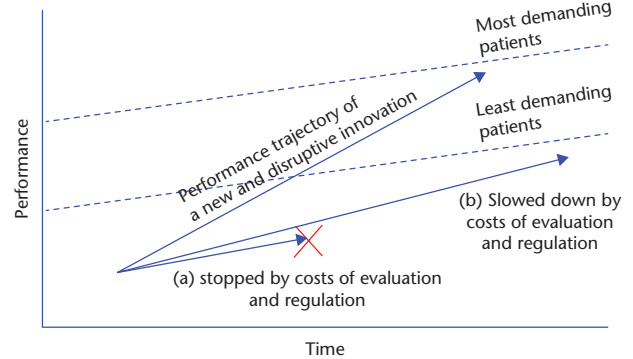 Most demanding
patients
Performance trajectory of
a new and disruptive innovation
Least demanding
patients
Performance
(b) Slowed down by
costs of evaluation
and regulation
(a) stopped by costs of evaluation
and regulation
Time